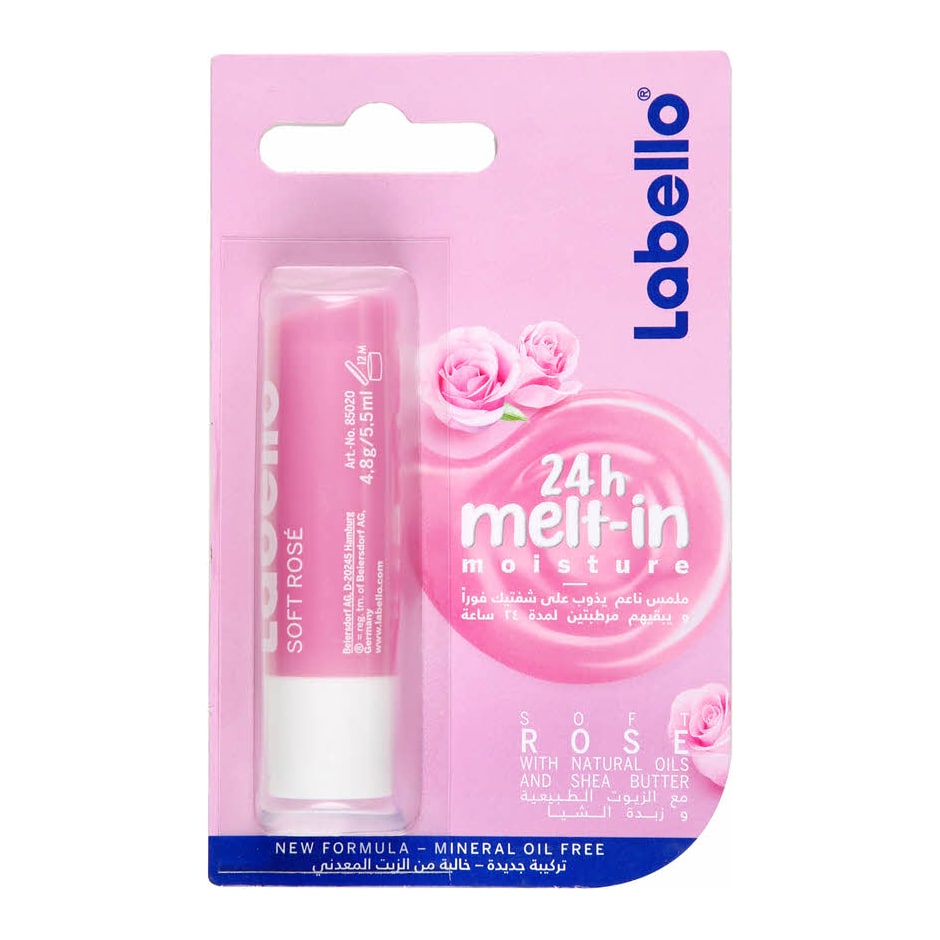 Labello®
24h
melt-in
moisture
ملمس ناعم يذوب على شفتيك فوراً
و يبقيهم مرطبتين لمدة ٢٤ ساعة
SOFT
ROSE
WITH NATURAL OILS
AND SHEA BUTTER
مع الزيوت الطبيعية
و زبدة الشيا
NEW FORMULA – MINERAL OIL FREE
تركيبة جديدة – خالية من الزيت المعدني
Labello
SOFT ROSÉ
Beiersdorf AG, D-20245 Hamburg
® = reg. tm. of Beiersdorf AG,
Germany
www.labello.com
Art.-No. 85020
4.8g/5.5ml
12M